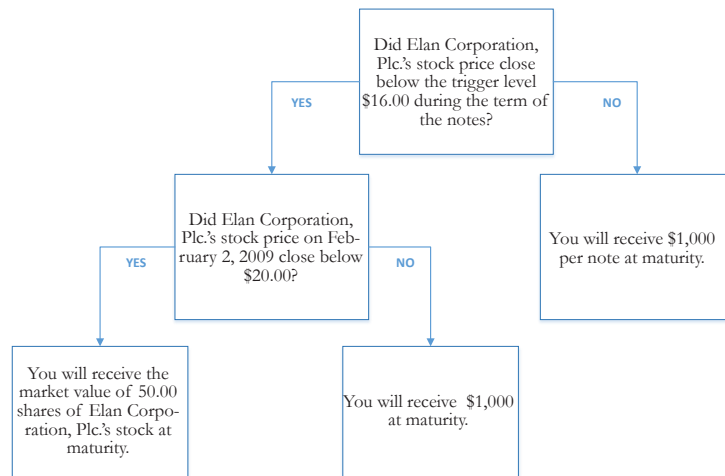 Did Elan Corporation,
Plc.'s stock price close
below the trigger level
$16.00 during the term of
the notes?
YES
NO
Did Elan Corporation,
Plc.'s stock price on Feb-
ruary 2, 2009 close below
$20.00?
You will receive $1,000
per note at maturity.
YES
NO
You will receive the
market value of 50.00
shares of Elan Corpo-
ration, Plc.'s stock at
maturity.
You will receive $1,000
at maturity.